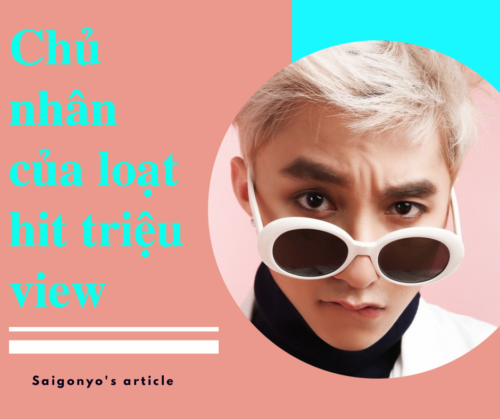 Chủ
nhân
của loạt
hit triệu
view
Saigonyo's article